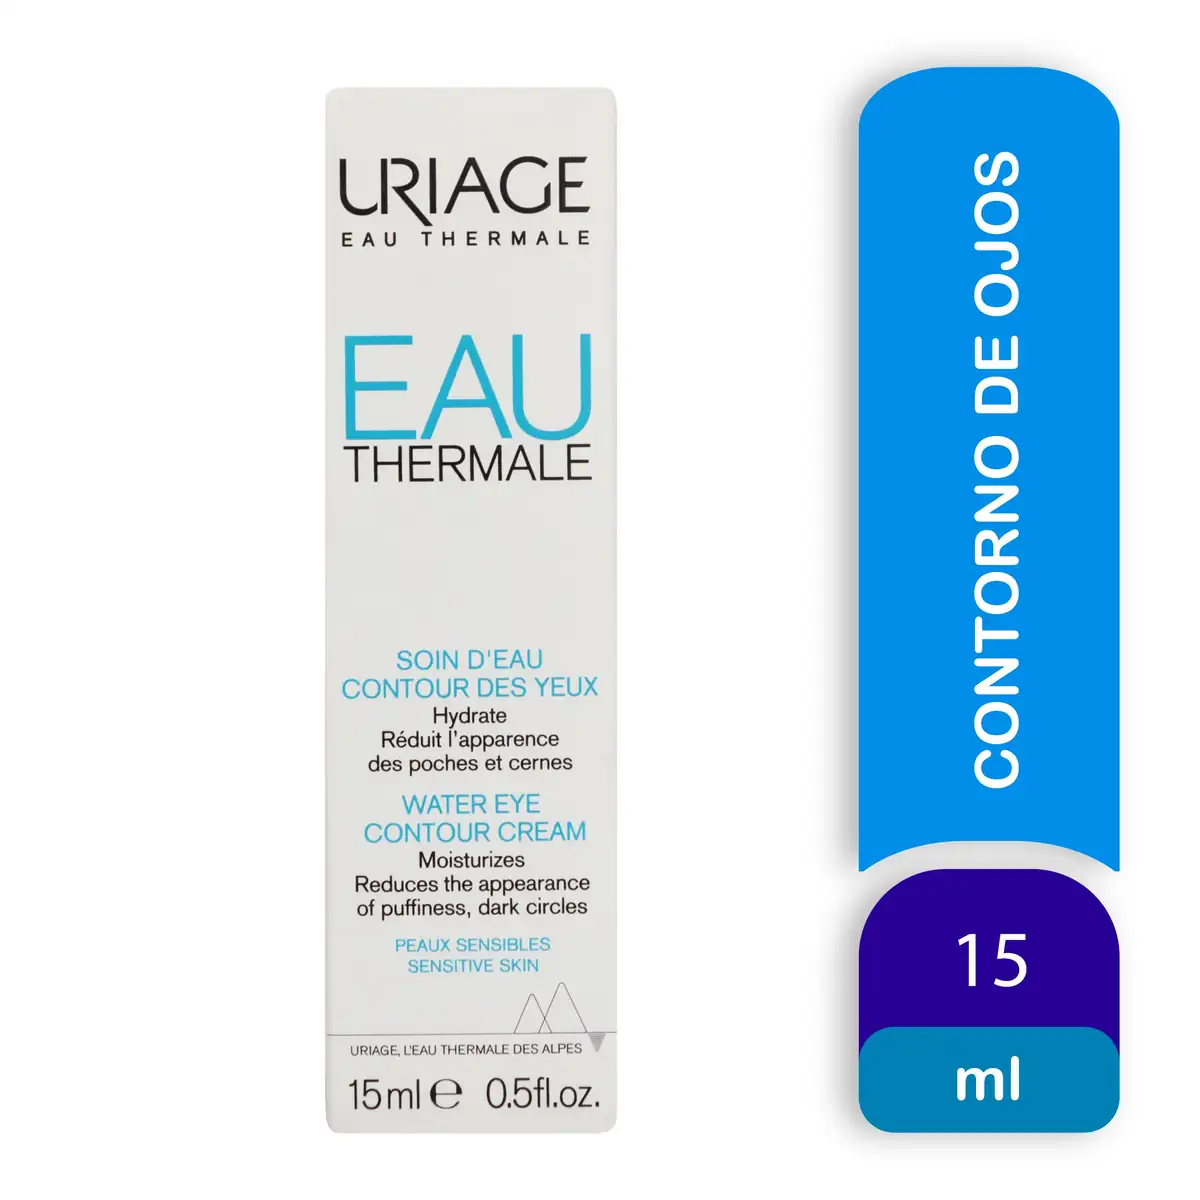 URIAGE
EAU THERMALE
EAU
THERMALE
SOIN D'EAU
CONTOUR DES YEUX
Hydrate
Réduit l'apparence
des poches et cernes
WATER EYE
CONTOUR CREAM
Moisturizes
Reduces the appearance
of puffiness, dark circles
PEAUX SENSIBLES
SENSITIVE SKIN
URIAGE, L'EAU THERMALE DES ALPES
15ml e 0.5fl.oz.
CONTORNO DE OJOS
15
ml